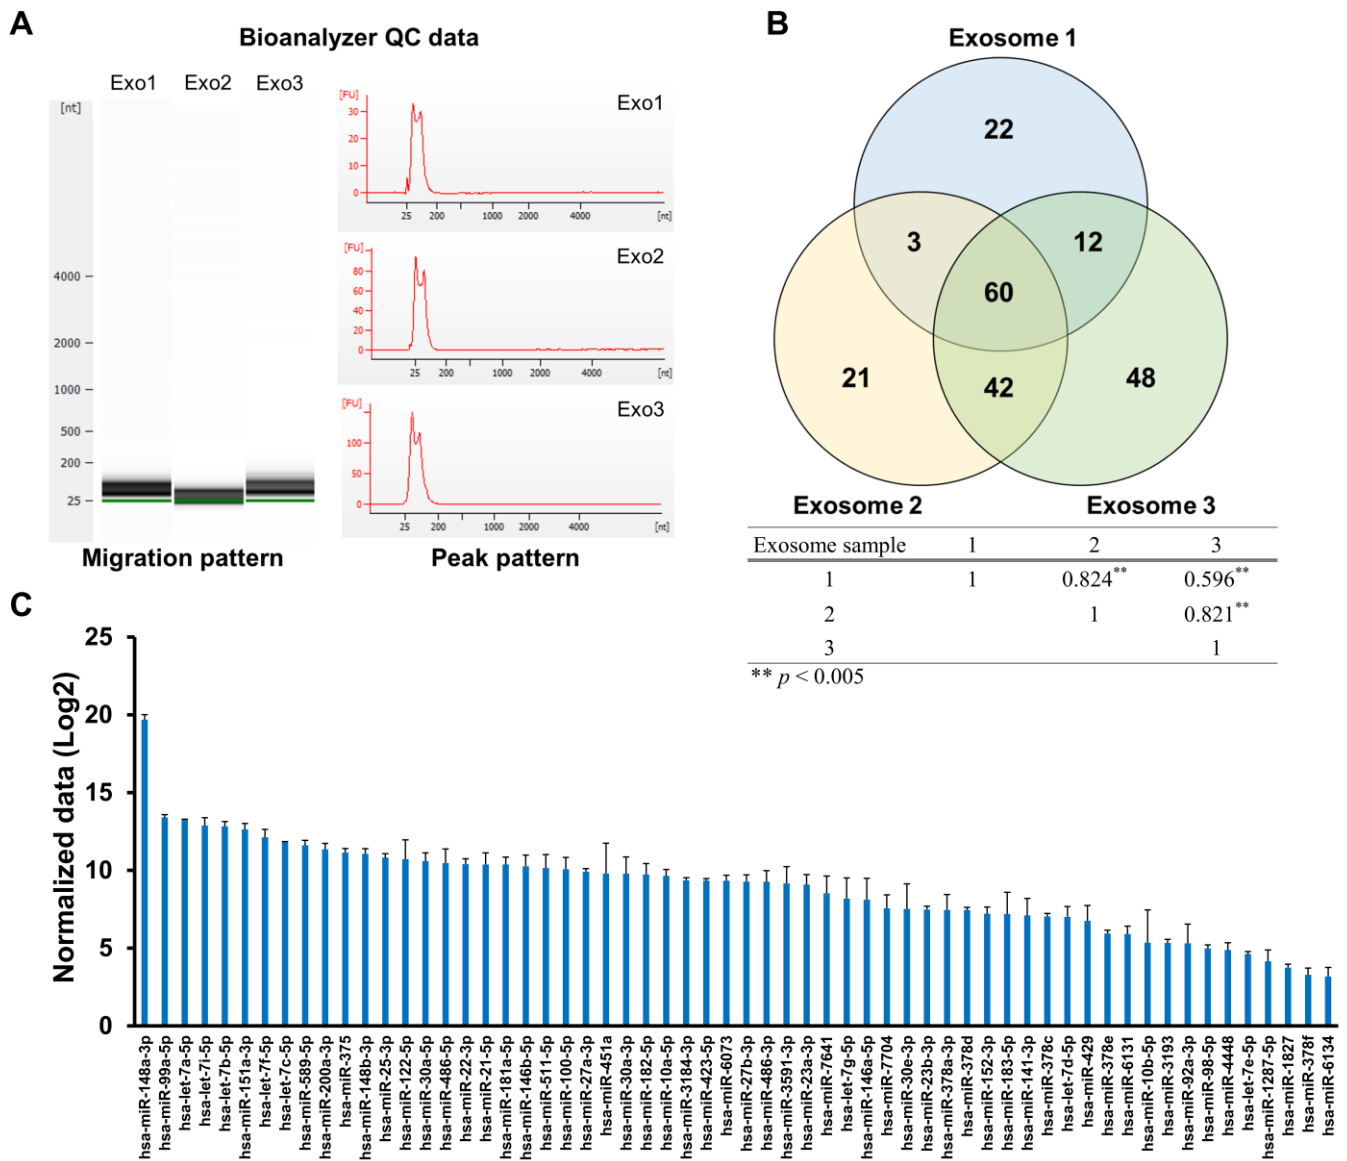 A
Bioanalyzer QC data
Exo1 Exo2 Exo3
[nt]
4000
2000
1000
500
200
25
Migration pattern
[FU]
Exo1
30
20
10
0
25 200 1000 2000 4000 [nt]
[FU]
Exo2
80
60
40
20
0
25 200 1000 2000 4000 [nt]
[FU]
Exo3
100
50
0
25 200 1000 2000 4000 [nt]
Peak pattern
B
Exosome 1
22
3
12
60
21
42
48
Exosome 2 Exosome 3
Exosome sample 1 2 3
1 1 0.824** 0.596**
2 1 0.821**
3 1
** p < 0.005
C
Normalized data (Log2)
25
20
15
10
5
0
hsa-miR-148a-3p
hsa-miR-99a-5p
hsa-let-7a-5p
hsa-let-7i-5p
hsa-let-7b-5p
hsa-miR-151a-3p
hsa-let-7f-5p
hsa-let-7c-5p
hsa-miR-589-5p
hsa-miR-200a-3p
hsa-miR-375
hsa-miR-148b-3p
hsa-miR-25-3p
hsa-miR-122-5p
hsa-miR-30a-5p
hsa-miR-486-5p
hsa-miR-22-3p
hsa-miR-21-5p
hsa-miR-181a-5p
hsa-miR-146b-5p
hsa-miR-511-5p
hsa-miR-100-5p
hsa-miR-27a-3p
hsa-miR-451a
hsa-miR-30a-3p
hsa-miR-182-5p
hsa-miR-10a-5p
hsa-miR-3184-3p
hsa-miR-423-5p
hsa-miR-6073
hsa-miR-27b-3p
hsa-miR-486-3p
hsa-miR-3591-3p
hsa-miR-23a-3p
hsa-miR-7641
hsa-let-7g-5p
hsa-miR-146a-5p
hsa-miR-7704
hsa-miR-30e-3p
hsa-miR-23b-3p
hsa-miR-378a-3p
hsa-miR-378d
hsa-miR-152-3p
hsa-miR-183-5p
hsa-miR-141-3p
hsa-miR-378c
hsa-let-7d-5p
hsa-miR-429
hsa-miR-378e
hsa-miR-6131
hsa-miR-10b-5p
hsa-miR-3193
hsa-miR-92a-3p
hsa-miR-98-5p
hsa-miR-4448
hsa-let-7e-5p
hsa-miR-1287-5p
hsa-miR-1827
hsa-miR-378f
hsa-miR-6134